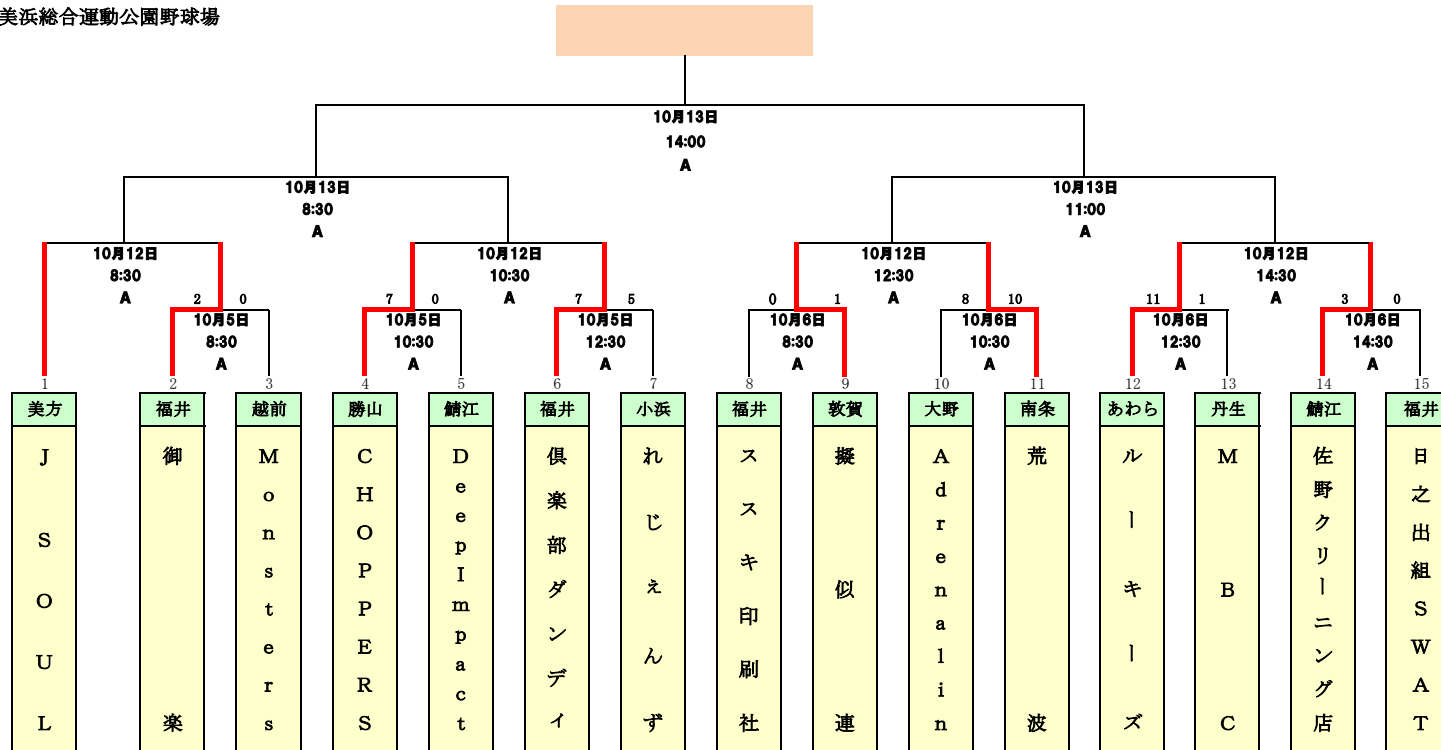 美浜総合運動公園野球場
10月13日
14:00
A
10月13日
8:30
A
10月13日
11:00
A
10月12日
8:30
A
10月12日
10:30
A
10月12日
12:30
A
10月12日
14:30
A
2 0
10月5日
8:30
A
7 0
10月5日
10:30
A
7 5
10月5日
12:30
A
0 1
10月6日
8:30
A
8 10
10月6日
10:30
A
11 1
10月6日
12:30
A
3 0
10月6日
14:30
A
1
美方
J SOUL
2
福井
御楽
3
越前
Monsters
4
勝山
CHOPPERS
5
鯖江
DeepImpact
6
福井
倶楽部ダンディ
7
小浜
れじぇんず
8
福井
ススキ印刷社
9
敦賀
擬似連
10
大野
Adrenalin
11
南条
荒波
12
あわら
ルーキーズ
13
丹生
MBC
14
鯖江
佐野クリーニング店
15
福井
日之出組SWAT